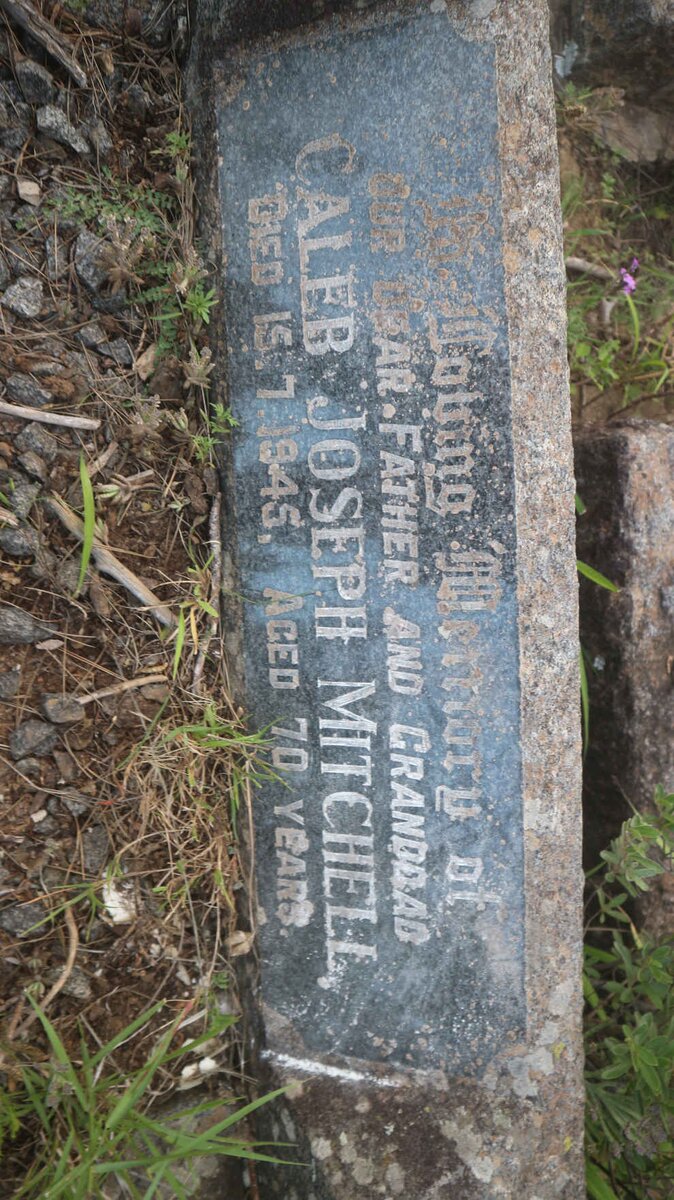 In Loving Memory of
OUR DEAR FATHER AND GRANDDAD
CALEB JOSEPH MITCHELL
DIED 15.7.1945. AGED 70 YEARS.